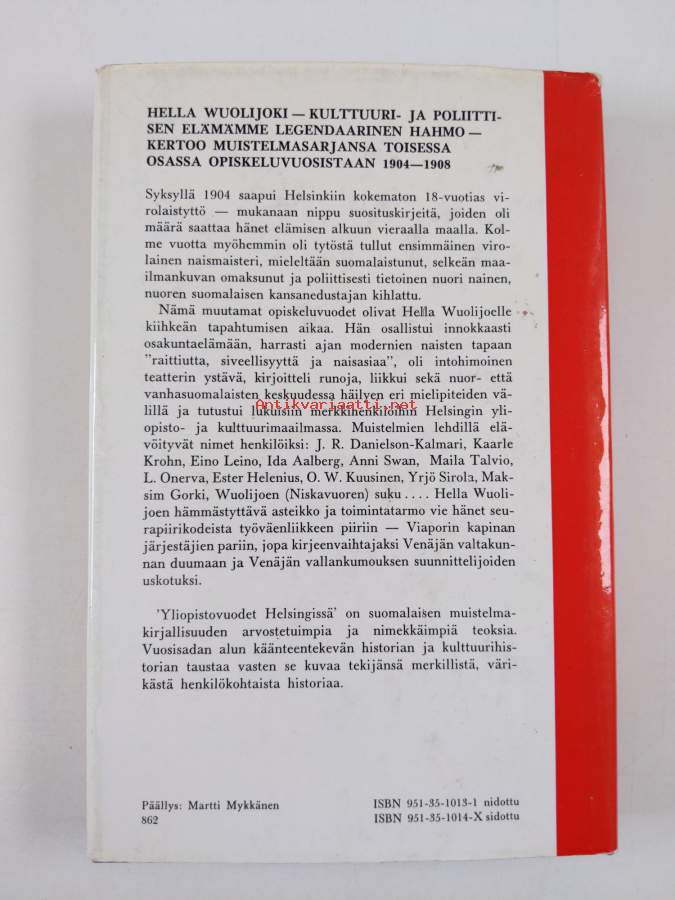 HELLA WUOLIJOKI — KULTTUURI- JA POLIITTI-
SEN ELÄMÄMME LEGENDAARINEN HAHMO —
KERTOO MUISTELMASARJANSA TOISESSA
OSASSA OPISKELUVUOSISTAAN 1904—1908
Syksyllä 1904 saapui Helsinkiin kokematon 18-vuotias vi-
rolaistyttö — mukanaan nippu suosituskirjeitä, joiden oli
määrä saattaa hänet elämisen alkuun vieraalla maalla. Kol-
me vuotta myöhemmin oli tytöstä tullut ensimmäinen viro-
lainen naismaisteri, mieleltään suomalaistunut, selkeän maa-
ilmankuvan omaksunut ja poliittisesti tietoinen nuori nainen,
nuoren suomalaisen kansanedustajan kihlattu.
Nämä muutamat opiskeluvuodet olivat Hella Wuolijoelle
kiihkeän tapahtumisen aikaa. Hän osallistui innokkaasti
osakuntaelämään, harrasti ajan modernien naisten tapaan
"raittiutta, siveellisyyttä ja naisasiaa", oli intohimoinen
teatterin ystävä, kirjoitteli runoja, liikkui sekä nuor- että
vanhasuomalaisten keskuudessa häilyen eri mielipiteiden vä-
lillä ja tutustui lukuisiin merkkihenkilöihin Helsingin yli-
Antikvariaatti.net
opisto- ja kulttuurimaailmassa. Muistelmien lehdillä elä-
vöityvät nimet henkilöiksi: J. R. Danielson-Kalmari, Kaarle
Krohn, Eino Leino, Ida Aalberg, Anni Swan, Maila Talvio,
L. Onerva, Ester Helenius, O. W. Kuusinen, Yrjö Sirola, Mak-
sim Gorki, Wuolijoen (Niskavuoren) suku . . . . Hella Wuoli-
joen hämmästyttävä asteikko ja toimintatarmo vie hänet seu-
rapiirikodeista työväenliikkeen piiriin — Viaporin kapinan
järjestäjien pariin, jopa kirjeenvaihtajaksi Venäjän valtakun-
nan duumaan ja Venäjän vallankumouksen suunnittelijoiden
uskotuksi.
'Yliopistovuodet Helsingissä' on suomalaisen muistelma-
kirjallisuuden arvostetuimpia ja nimekkäimpiä teoksia.
Vuosisadan alun käänteentekevän historian ja kulttuurihis-
torian taustaa vasten se kuvaa tekijänsä merkillistä, väri-
kästä henkilökohtaista historiaa.
Päällys: Martti Mykkänen
862
ISBN 951-35-1013-1 nidottu
ISBN 951-35-1014-X sidottu